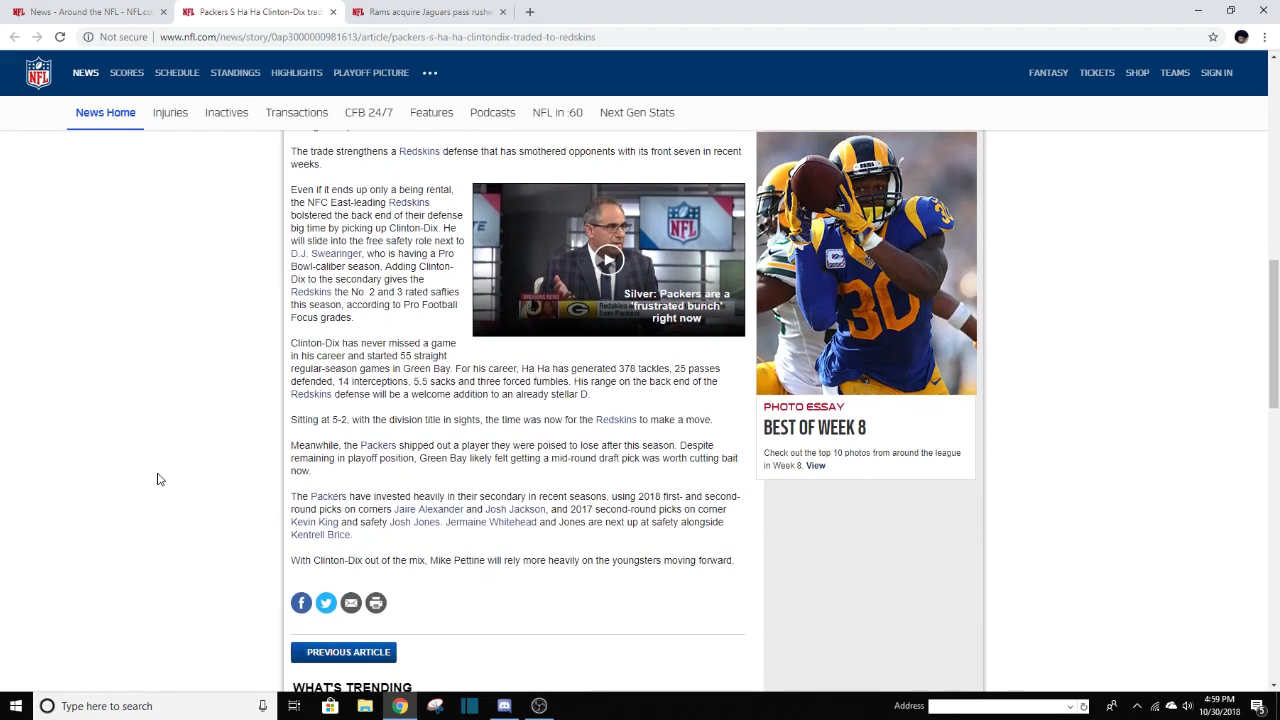 News - Around the NFL - NFL.co
Packers S Ha Ha Clinton-Dix trad
Rams acquire Jaguars pass rushe
Not secure
www.nfl.com/news/story/0ap3000000981613/article/packers-s-ha-ha-clintondix-traded-to-redskins
NFL
NEWS SCORES SCHEDULE STANDINGS HIGHLIGHTS PLAYOFF PICTURE
FANTASY TICKETS SHOP TEAMS SIGN IN
News Home Injuries Inactives Transactions CFB 24/7 Features Podcasts NFL in :60 Next Gen Stats
The trade strengthens a Redskins defense that has smothered opponents with its front seven in recent
weeks.
Even if it ends up only a being rental,
the NFC East-leading Redskins
bolstered the back end of their defense
big time by picking up Clinton-Dix. He
will slide into the free safety role next to
D.J. Swearinger, who is having a Pro
Bowl-caliber season. Adding Clinton-
Dix to the secondary gives the
Redskins the No. 2 and 3 rated safties
this season, according to Pro Football
Focus grades.
NFL
BREAKING NEWS
Silver: Packers are a
'frustrated bunch'
right now
Clinton-Dix has never missed a game
in his career and started 55 straight
regular-season games in Green Bay. For his career, Ha Ha has generated 378 tackles, 25 passes
defended, 14 interceptions, 5.5 sacks and three forced fumbles. His range on the back end of the
Redskins defense will be a welcome addition to an already stellar D.
Sitting at 5-2, with the division title in sights, the time was now for the Redskins to make a move.
Meanwhile, the Packers shipped out a player they were poised to lose after this season. Despite
remaining in playoff position, Green Bay likely felt getting a mid-round draft pick was worth cutting bait
now.
The Packers have invested heavily in their secondary in recent seasons, using 2018 first- and second-
round picks on corners Jaire Alexander and Josh Jackson, and 2017 second-round picks on corner
Kevin King and safety Josh Jones. Jermaine Whitehead and Jones are next up at safety alongside
Kentrell Brice.
With Clinton-Dix out of the mix, Mike Pettine will rely more heavily on the youngsters moving forward.
PREVIOUS ARTICLE
WHAT'S TRENDING
30
PHOTO ESSAY
BEST OF WEEK 8
Check out the top 10 photos from around the league
in Week 8. View
Type here to search
Address
4:59 PM
10/30/2018
5